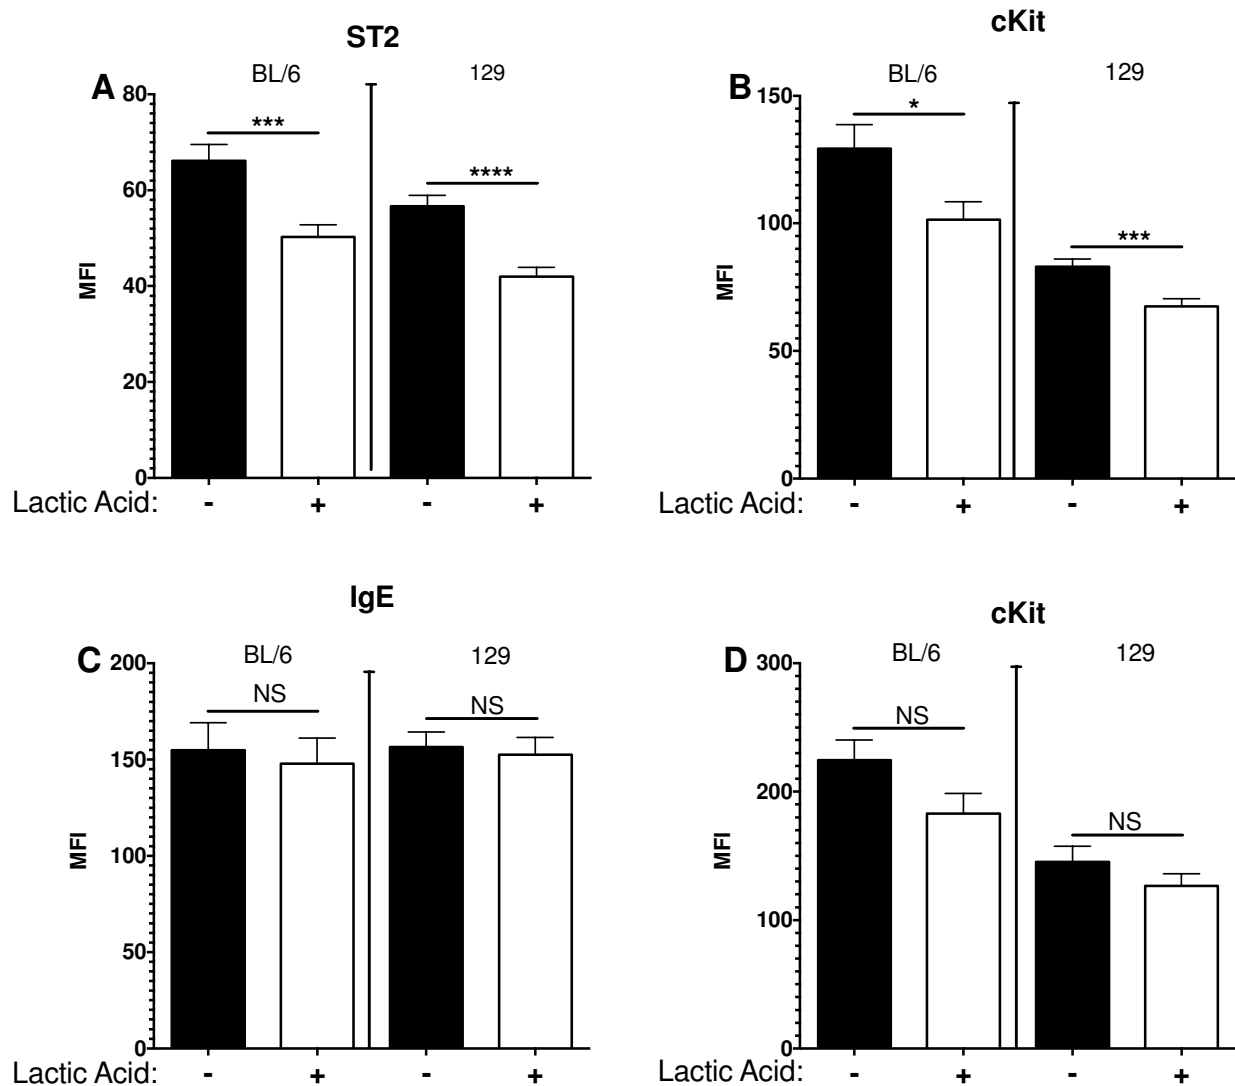 ST2
A
BL/6
129
80
60
40
20
0
MFI
***
****
Lactic Acid: - + - +
cKit
B
BL/6
129
150
100
50
0
MFI
*
***
Lactic Acid: - + - +
IgE
C
BL/6
129
200
150
100
50
0
MFI
NS
NS
Lactic Acid: - + - +
cKit
D
BL/6
129
300
200
100
0
MFI
NS
NS
Lactic Acid: - + - +